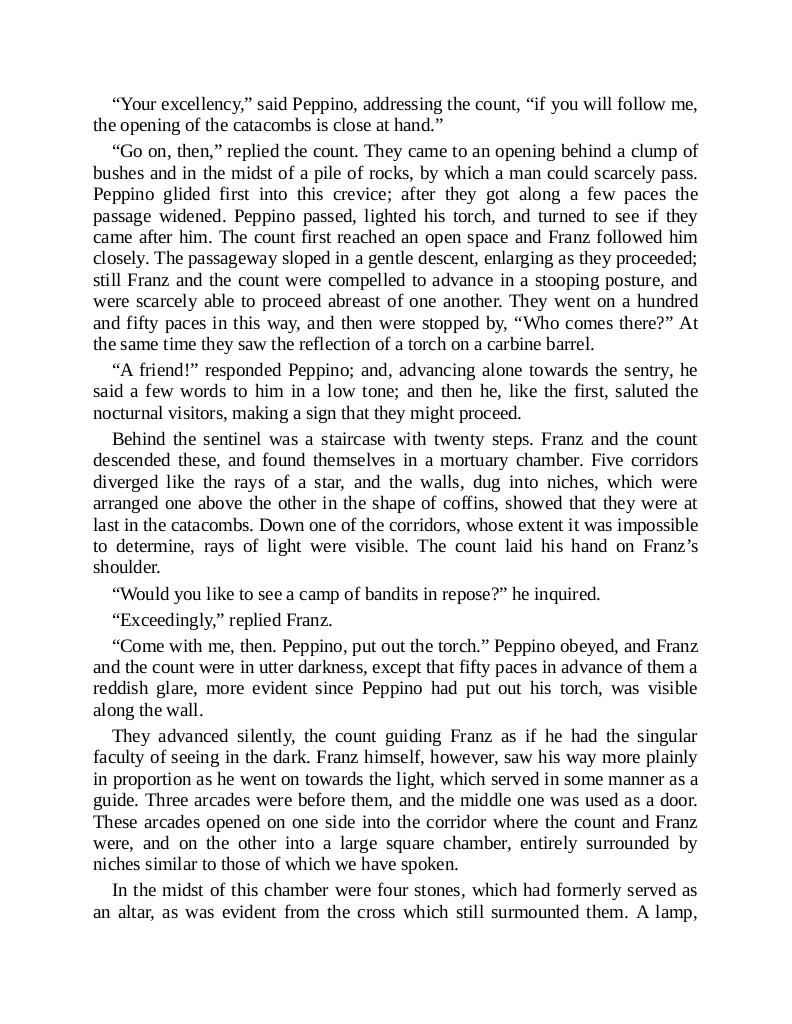 “Your excellency,” said Peppino, addressing the count, “if you will follow me,
the opening of the catacombs is close at hand.”
“Go on, then,” replied the count. They came to an opening behind a clump of
bushes and in the midst of a pile of rocks, by which a man could scarcely pass.
Peppino glided first into this crevice; after they got along a few paces the
passage widened. Peppino passed, lighted his torch, and turned to see if they
came after him. The count first reached an open space and Franz followed him
closely. The passageway sloped in a gentle descent, enlarging as they proceeded;
still Franz and the count were compelled to advance in a stooping posture, and
were scarcely able to proceed abreast of one another. They went on a hundred
and fifty paces in this way, and then were stopped by, “Who comes there?” At
the same time they saw the reflection of a torch on a carbine barrel.
“A friend!” responded Peppino; and, advancing alone towards the sentry, he
said a few words to him in a low tone; and then he, like the first, saluted the
nocturnal visitors, making a sign that they might proceed.
Behind the sentinel was a staircase with twenty steps. Franz and the count
descended these, and found themselves in a mortuary chamber. Five corridors
diverged like the rays of a star, and the walls, dug into niches, which were
arranged one above the other in the shape of coffins, showed that they were at
last in the catacombs. Down one of the corridors, whose extent it was impossible
to determine, rays of light were visible. The count laid his hand on Franz’s
shoulder.
“Would you like to see a camp of bandits in repose?” he inquired.
“Exceedingly,” replied Franz.
“Come with me, then. Peppino, put out the torch.” Peppino obeyed, and Franz
and the count were in utter darkness, except that fifty paces in advance of them a
reddish glare, more evident since Peppino had put out his torch, was visible
along the wall.
They advanced silently, the count guiding Franz as if he had the singular
faculty of seeing in the dark. Franz himself, however, saw his way more plainly
in proportion as he went on towards the light, which served in some manner as a
guide. Three arcades were before them, and the middle one was used as a door.
These arcades opened on one side into the corridor where the count and Franz
were, and on the other into a large square chamber, entirely surrounded by
niches similar to those of which we have spoken.
In the midst of this chamber were four stones, which had formerly served as
an altar, as was evident from the cross which still surmounted them. A lamp,